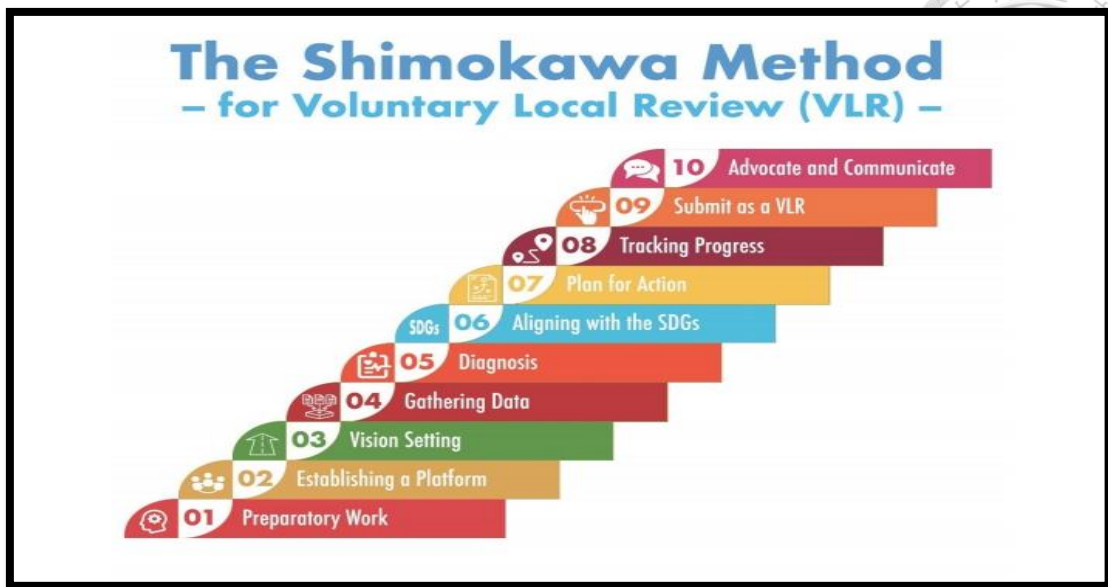 The Shimokawa Method
– for Voluntary Local Review (VLR) –
10 Advocate and Communicate
09 Submit as a VLR
08 Tracking Progress
07 Plan for Action
SDGs 06 Aligning with the SDGs
05 Diagnosis
04 Gathering Data
03 Vision Setting
02 Establishing a Platform
01 Preparatory Work